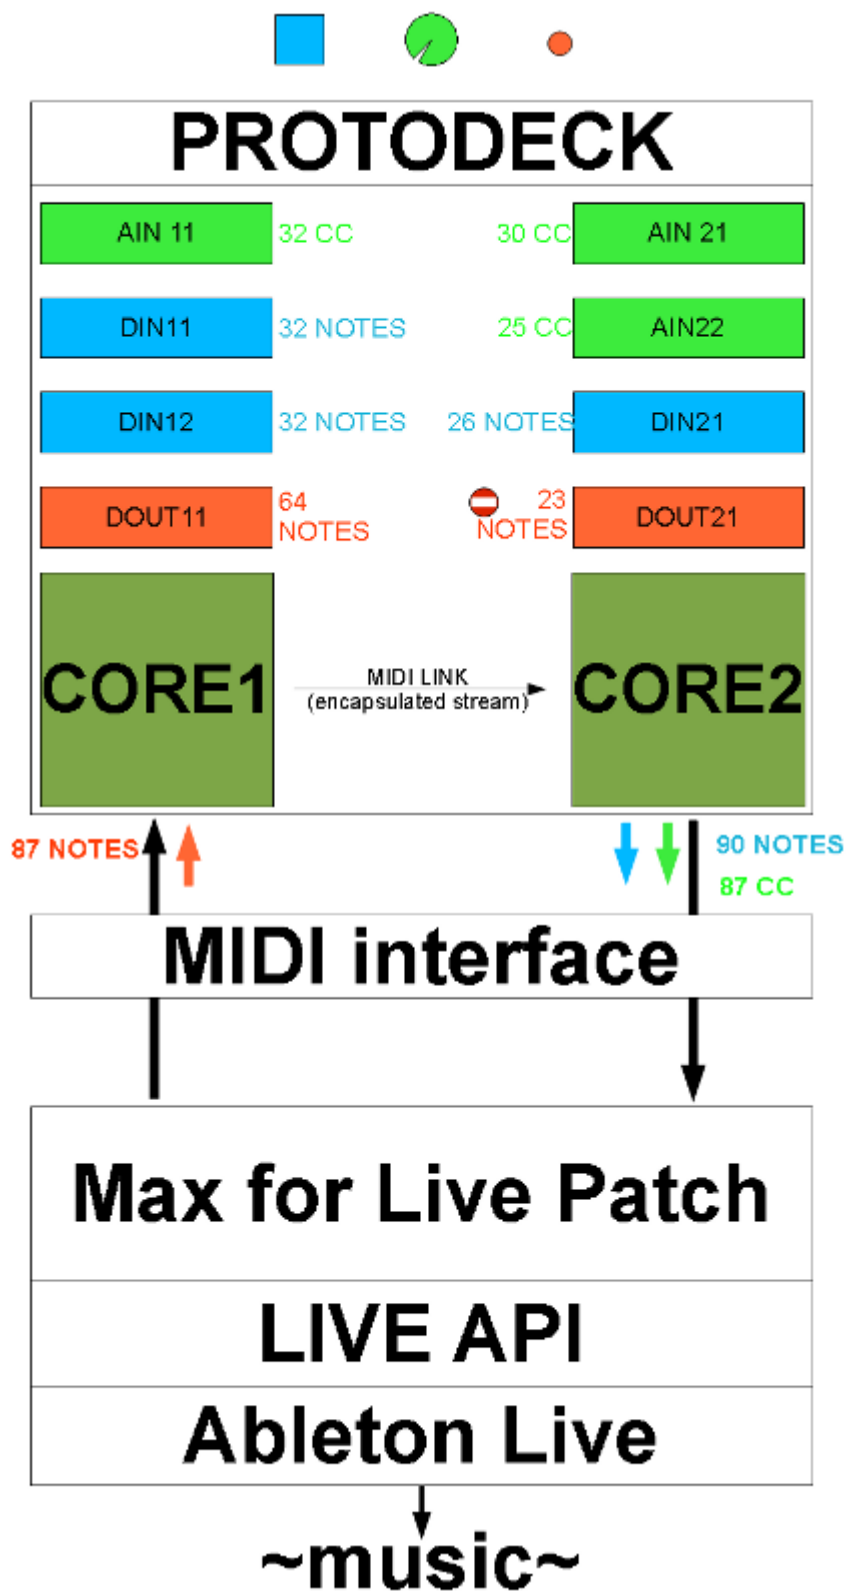 PROTODECK
AIN 11
32 CC
30 CC
AIN 21
DIN11
32 NOTES
25 CC
AIN22
DIN12
32 NOTES
26 NOTES
DIN21
DOUT11
64
NOTES
23
NOTES
DOUT21
CORE1
MIDI LINK
(encapsulated stream)
CORE2
87 NOTES
90 NOTES
87 CC
MIDI interface
Max for Live Patch
LIVE API
Ableton Live
~music~